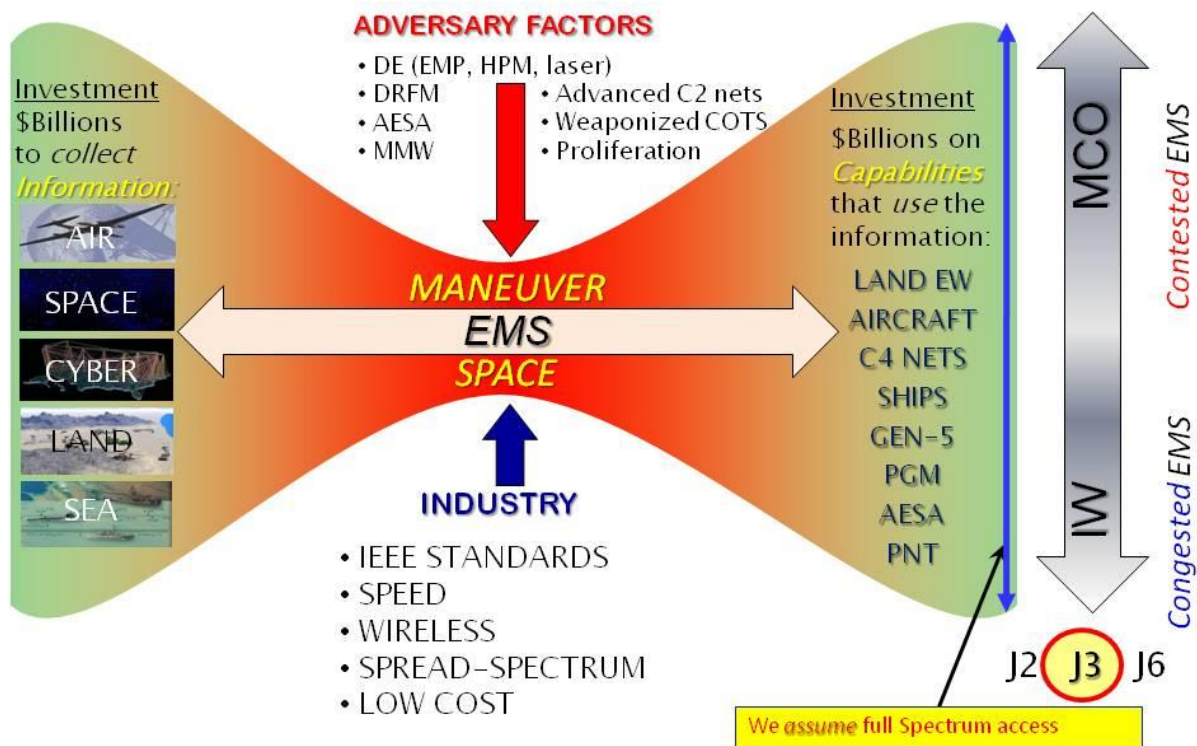 ADVERSARY FACTORS
• DE (EMP, HPM, laser)
• DRFM
• AESA
• MMW
• Advanced C2 nets
• Weaponized COTS
• Proliferation
Investment
$Billions
to collect
Information:
AIR
SPACE
CYBER
LAND
SEA
MANEUVER
EMS
SPACE
INDUSTRY
• IEEE STANDARDS
• SPEED
• WIRELESS
• SPREAD-SPECTRUM
• LOW COST
Investment
$Billions on
Capabilities
that use the
information:
LAND EW
AIRCRAFT
C4 NETS
SHIPS
GEN-5
PGM
AESA
PNT
MCO
IW
Contested EMS
Congested EMS
J2 J3 J6
We assume full Spectrum access